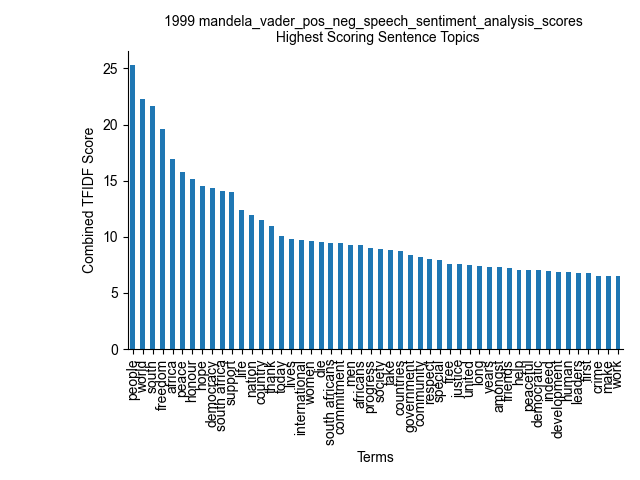 1999 mandela_vader_pos_neg_speech_sentiment_analysis_scores
Highest Scoring Sentence Topics
Combined TFIDF Score
25
20
15
10
5
0
people
world
south
freedom
africa
peace
honour
hope
democracy
south africa
support
life
nation
country
thank
today
lives
international
women
die
south africans
commitment
men
africans
progress
society
take
countries
government
community
respect
special
free
justice
united
long
years
amongst
friends
help
peaceful
democratic
indeed
development
human
leaders
first
crime
make
work
Terms